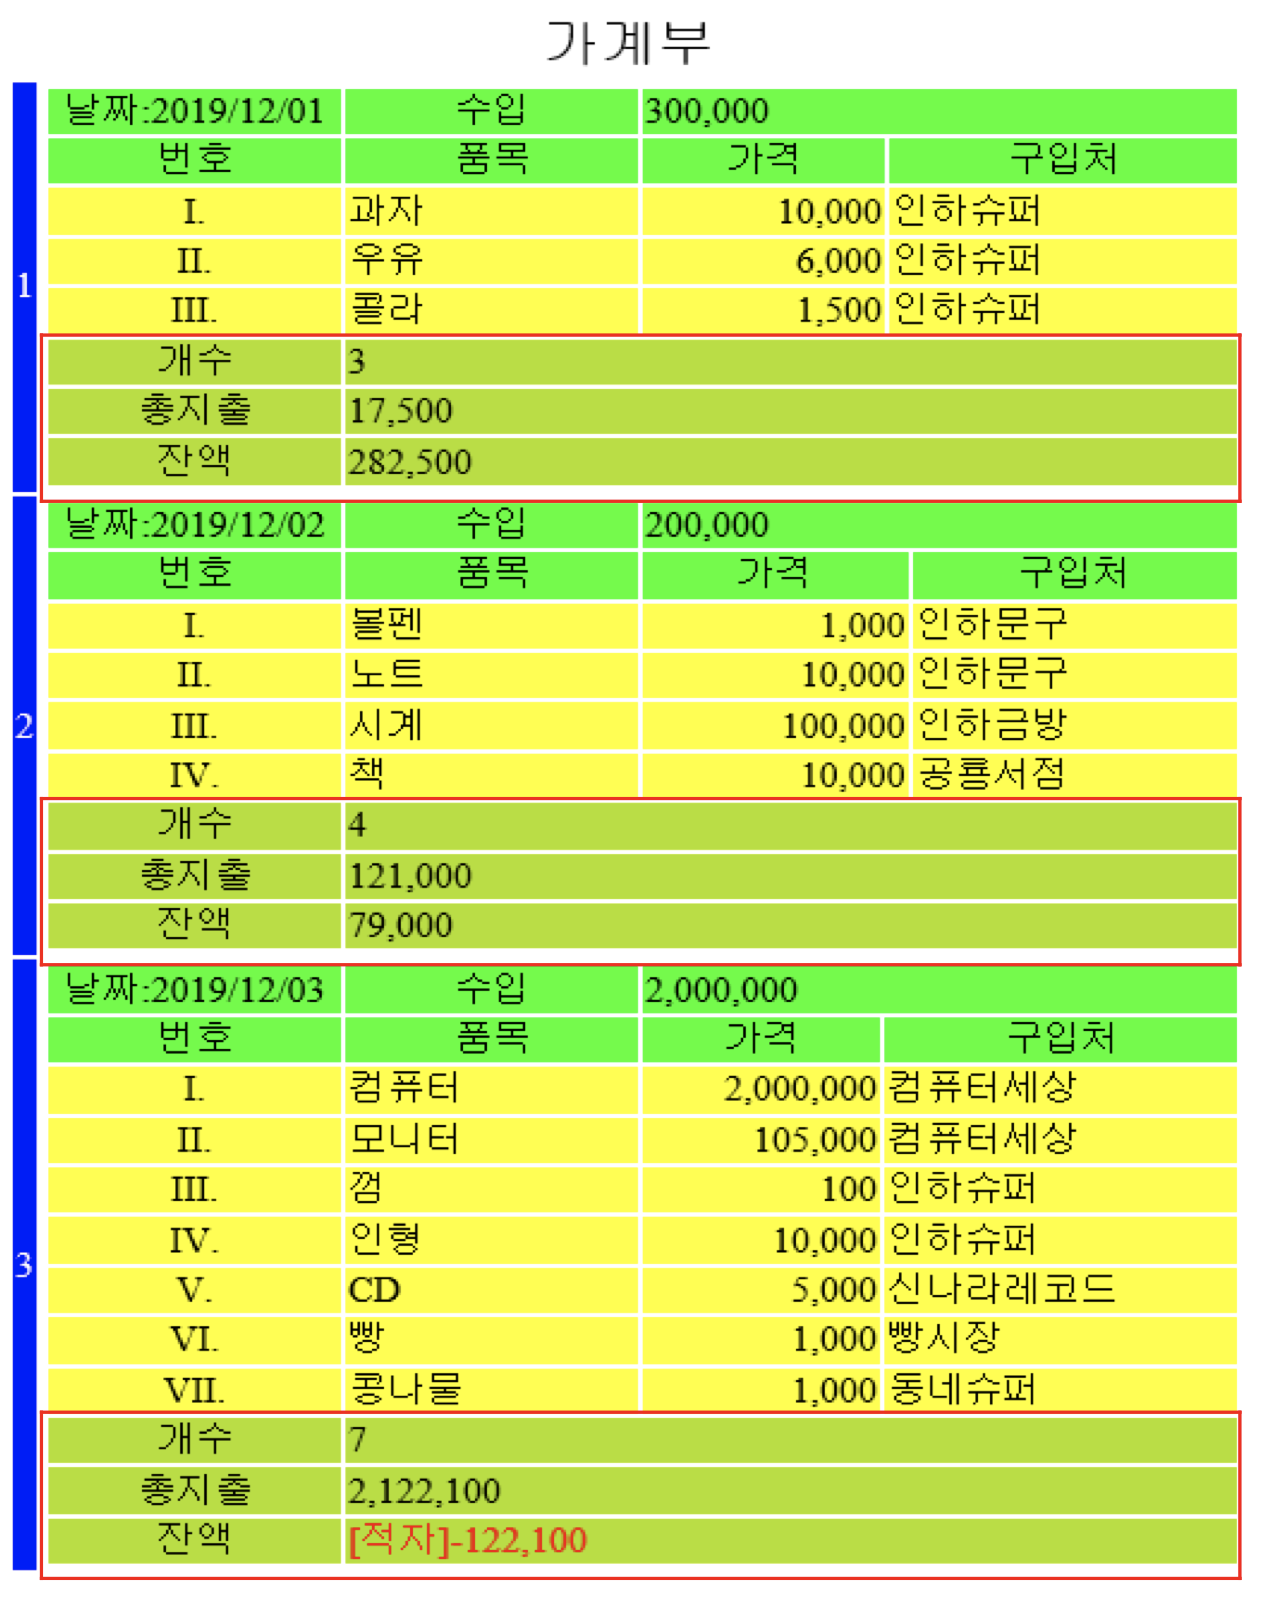 가계부
날짜:2019/12/01 수입 300,000
번호 품목 가격 구입처
I. 과자 10,000 인하슈퍼
II. 우유 6,000 인하슈퍼
1
III. 콜라 1,500 인하슈퍼
개수 3
총지출 17,500
잔액 282,500
날짜:2019/12/02 수입 200,000
번호 품목 가격 구입처
I. 볼펜 1,000 인하문구
II. 노트 10,000 인하문구
2 III. 시계 100,000 인하금방
IV. 책 10,000 공룡서점
개수 4
총지출 121,000
잔액 79,000
날짜:2019/12/03 수입 2,000,000
번호 품목 가격 구입처
I. 컴퓨터 2,000,000 컴퓨터세상
II. 모니터 105,000 컴퓨터세상
III. 껌 100 인하슈퍼
IV. 인형 10,000 인하슈퍼
3
V. CD 5,000 신나라레코드
VI. 빵 1,000 빵시장
VII. 콩나물 1,000 동네슈퍼
개수 7
총지출 2,122,100
잔액 [적자]-122,100